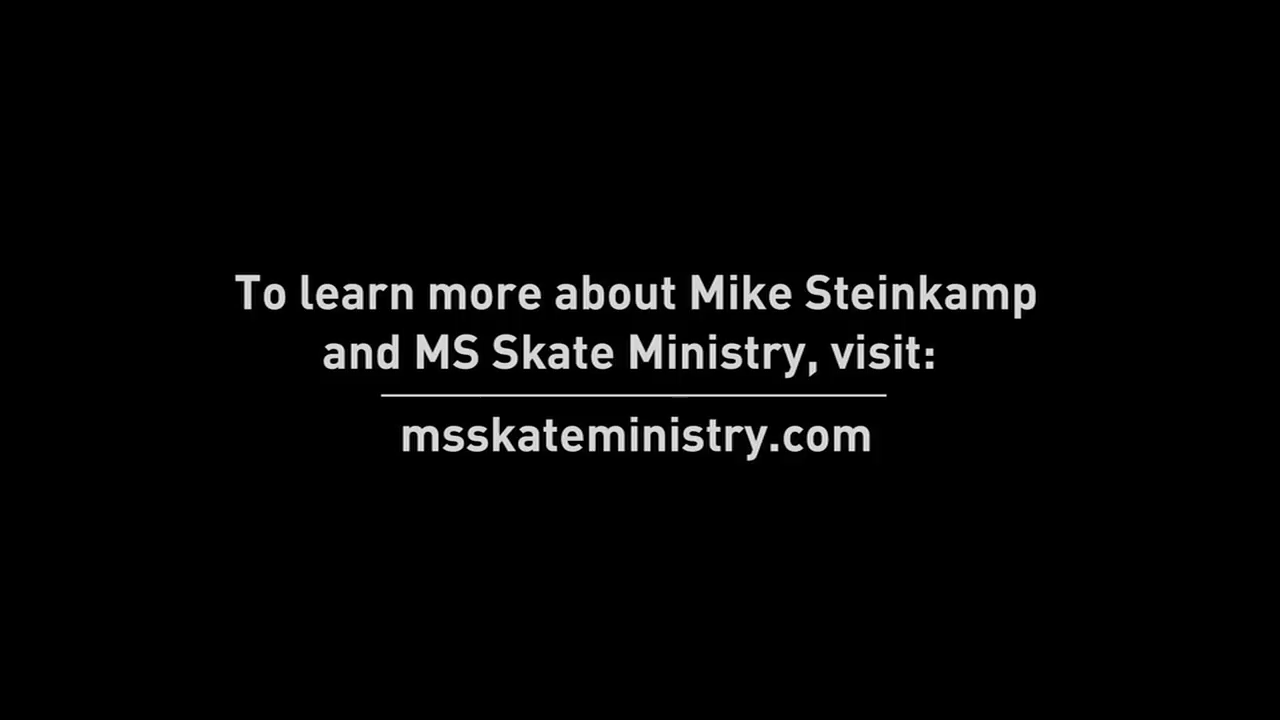 To learn more about Mike Steinkamp
and MS Skate Ministry, visit:
msskateministry.com